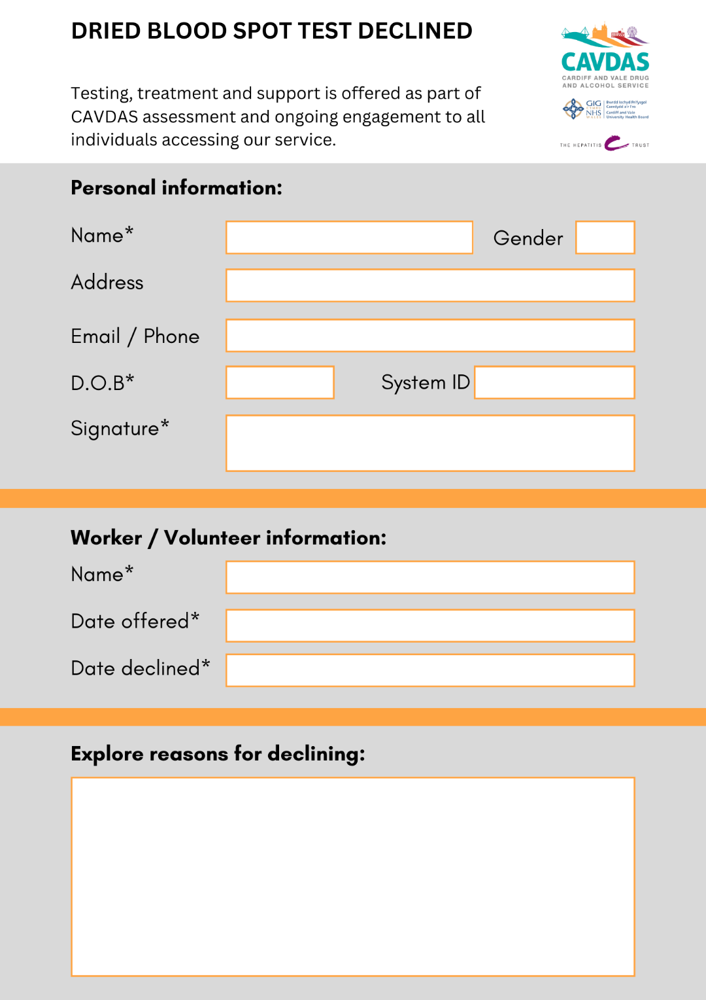 DRIED BLOOD SPOT TEST DECLINED
CAVDAS
CARDIFF AND VALE DRUG
AND ALCOHOL SERVICE
Testing, treatment and support is offered as part of
CAVDAS assessment and ongoing engagement to all
individuals accessing our service.
GIG
CYMRU
NHS
WALES
Bwrdd Iechyd Prifysgol
Caerdydd a'r Fro
Cardiff and Vale
University Health Board
THE HEPATITIS C TRUST
Personal information:
Name* Gender
Address
Email / Phone
D.O.B* System ID
Signature*
Worker / Volunteer information:
Name*
Date offered*
Date declined*
Explore reasons for declining: